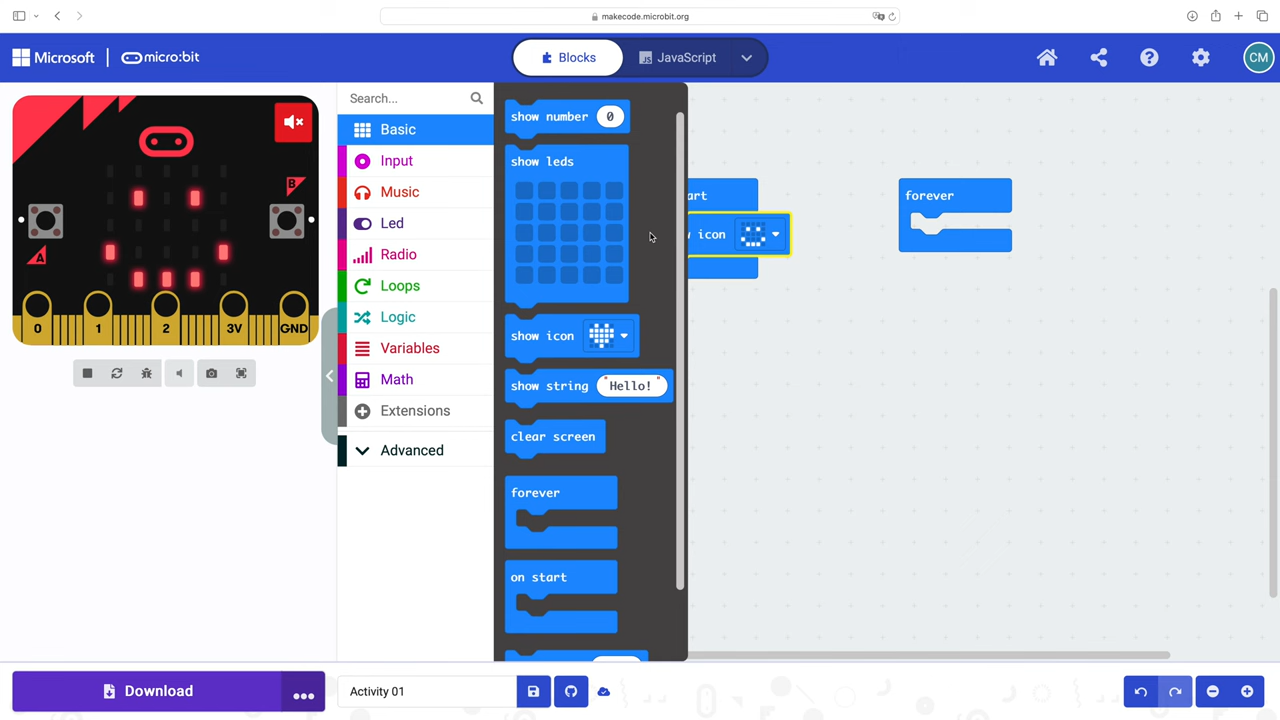 makecode.microbit.org
Microsoft
micro:bit
Blocks
JavaScript
CM
Search...
Basic
Input
Music
Led
Radio
Loops
Logic
Variables
Math
Extensions
Advanced
B
A
0 1 2 3V GND
show number 0
show leds
show icon
show string "Hello!"
clear screen
forever
on start
art
icon
forever
Download
Activity 01